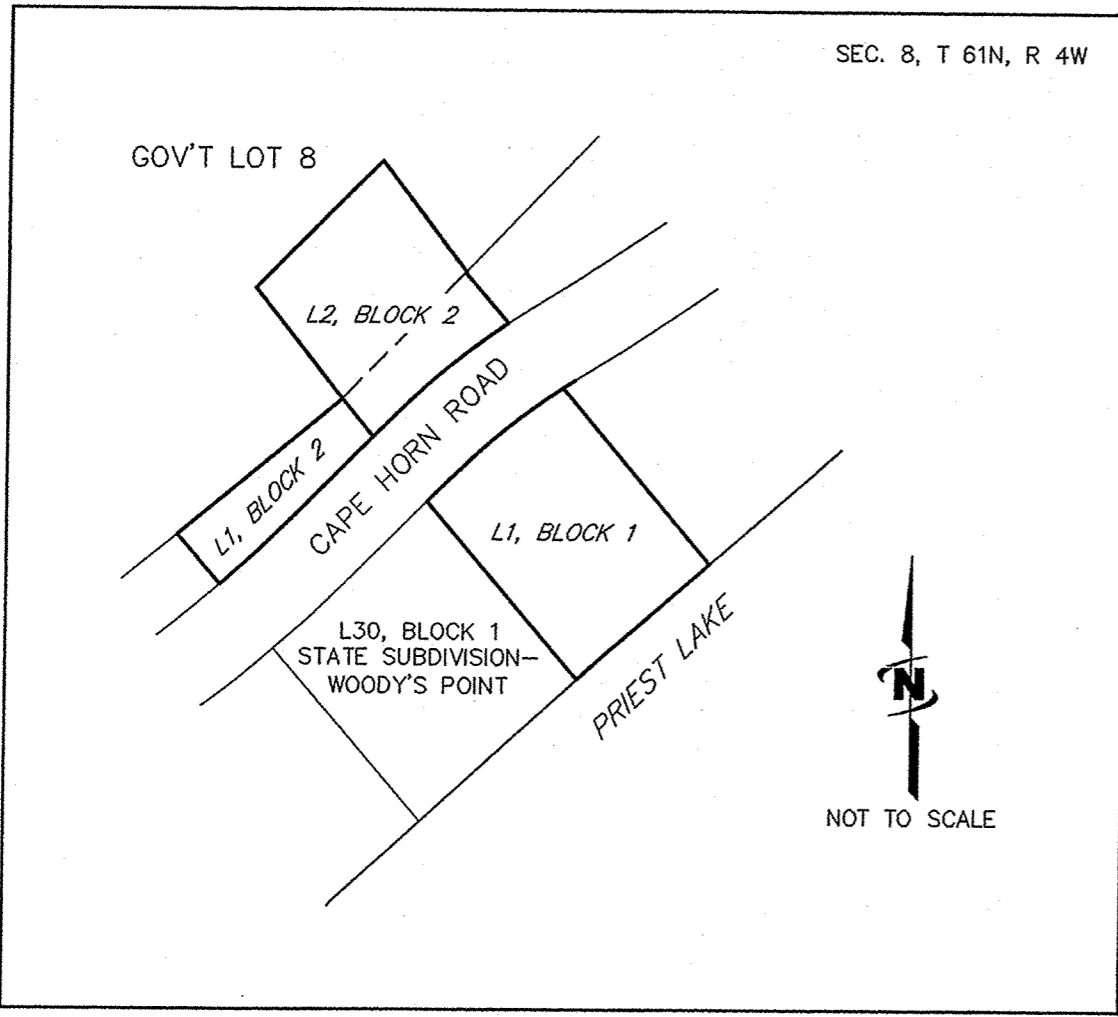 SEC. 8, T 61N, R 4W
GOV'T LOT 8
L2, BLOCK 2
L1, BLOCK 2
CAPE HORN ROAD
L1, BLOCK 1
L30, BLOCK 1
STATE SUBDIVISION—
WOODY'S POINT
PRIEST LAKE
N
NOT TO SCALE